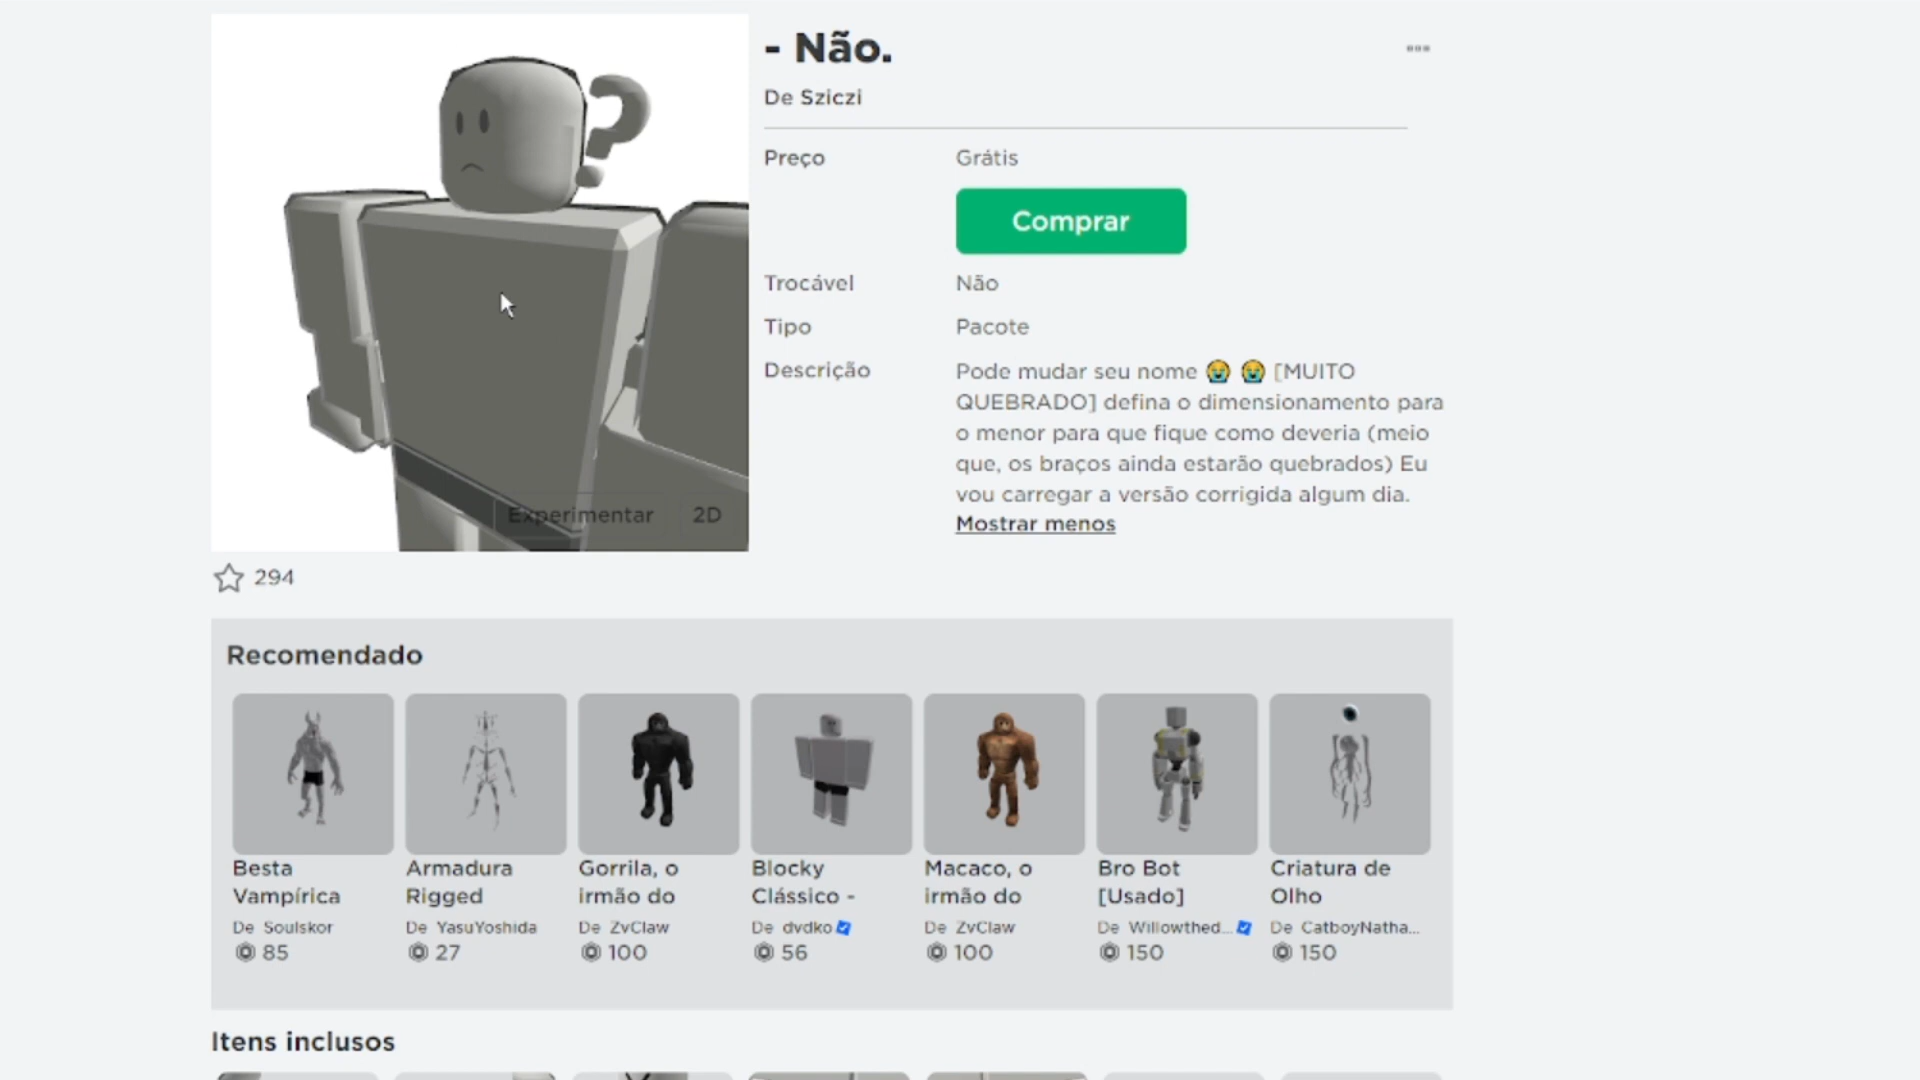 - Não.
De Sziczi
Preço
Grátis
Comprar
Trocável
Não
Tipo
Pacote
Descrição
Pode mudar seu nome 😭 😭 [MUITO
QUEBRADO] defina o dimensionamento para
o menor para que fique como deveria (meio
que, os braços ainda estarão quebrados) Eu
vou carregar a versão corrigida algum dia.
Mostrar menos
?
Experimentar
2D
294
Recomendado
Besta
Vampírica
De Soulskor
85
Armadura
Rigged
De YasuYoshida
27
Gorrila, o
irmão do
De ZvClaw
100
Blocky
Clássico -
De dvdko
56
Macaco, o
irmão do
De ZvClaw
100
Bro Bot
[Usado]
De Willowthed...
150
Criatura de
Olho
De CatboyNatha...
150
Itens inclusos